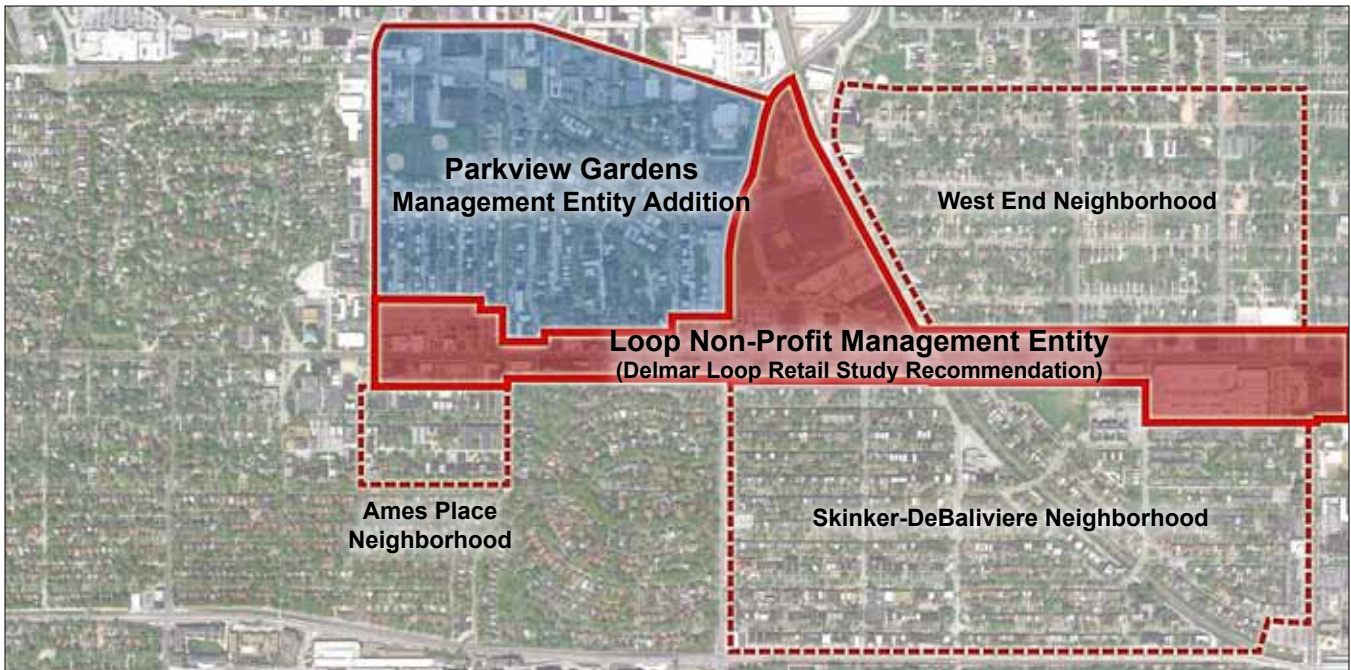 Parkview Gardens
Management Entity Addition
West End Neighborhood
Loop Non-Profit Management Entity
(Delmar Loop Retail Study Recommendation)
Ames Place
Neighborhood
Skinker-DeBaliviere Neighborhood